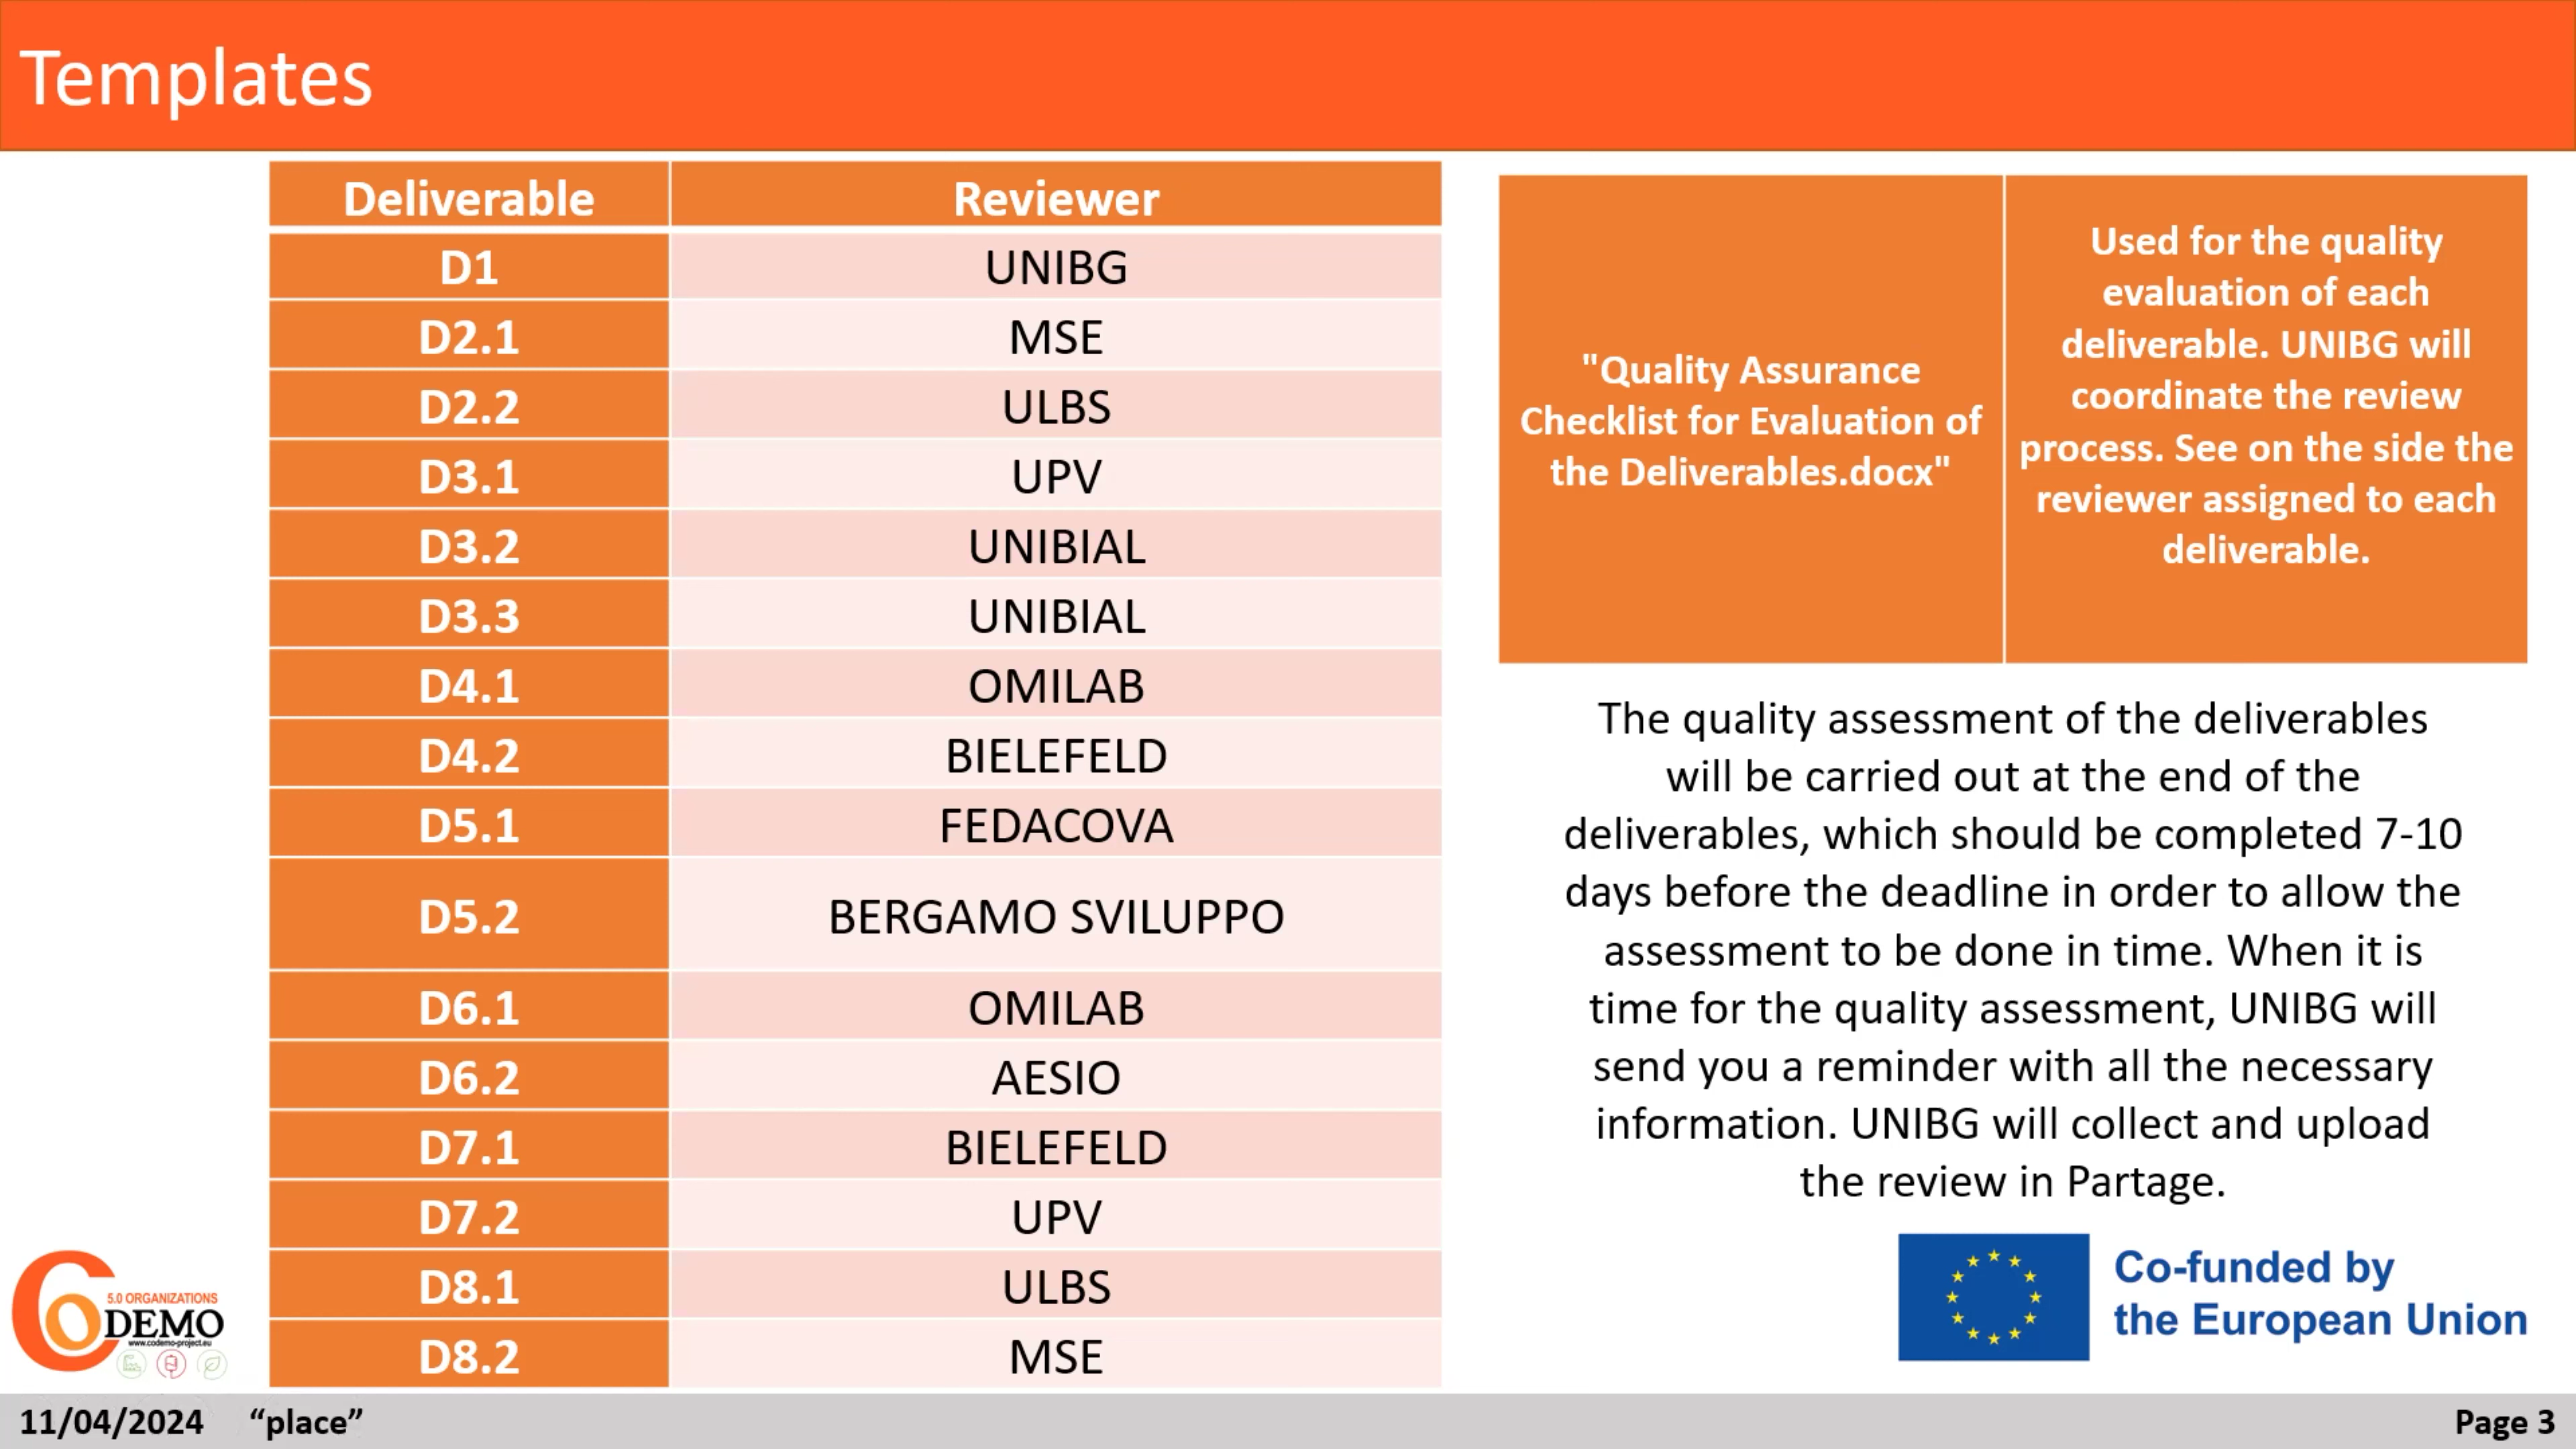 Templates
Deliverable Reviewer
D1 UNIBG
D2.1 MSE
D2.2 ULBS
D3.1 UPV
D3.2 UNIBIAL
D3.3 UNIBIAL
D4.1 OMILAB
D4.2 BIELEFELD
D5.1 FEDACOVA
D5.2 BERGAMO SVILUPPO
D6.1 OMILAB
D6.2 AESIO
D7.1 BIELEFELD
D7.2 UPV
D8.1 ULBS
D8.2 MSE
"Quality Assurance
Checklist for Evaluation of
the Deliverables.docx"
Used for the quality
evaluation of each
deliverable. UNIBG will
coordinate the review
process. See on the side the
reviewer assigned to each
deliverable.
The quality assessment of the deliverables
will be carried out at the end of the
deliverables, which should be completed 7-10
days before the deadline in order to allow the
assessment to be done in time. When it is
time for the quality assessment, UNIBG will
send you a reminder with all the necessary
information. UNIBG will collect and upload
the review in Partage.
5.0 ORGANIZATIONS
CoDEMO
www.codemo-project.eu
Co-funded by
the European Union
11/04/2024 “place” Page 3